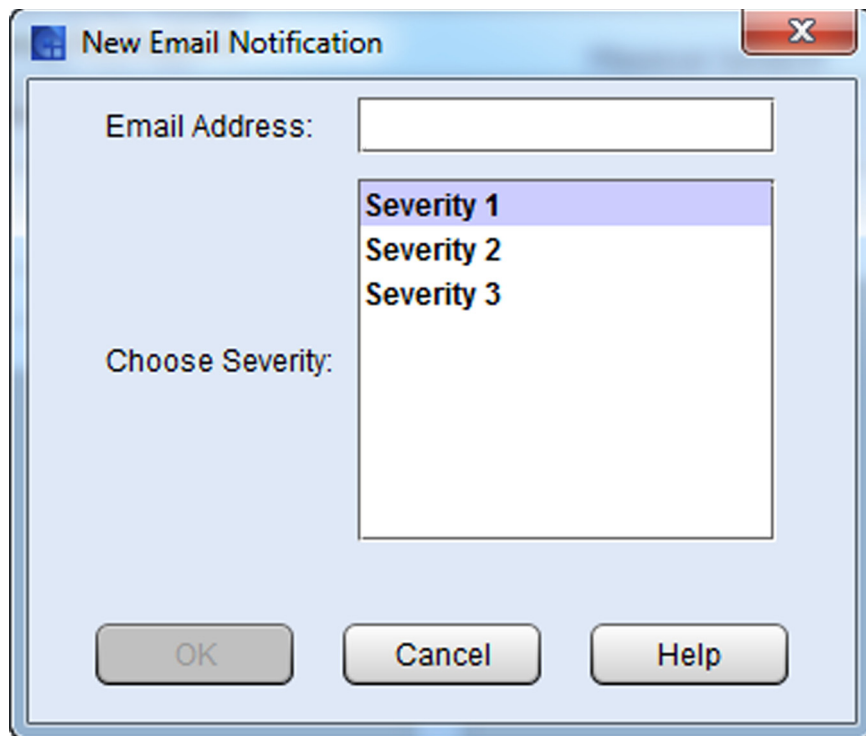 New Email Notification
Email Address:
Severity 1
Severity 2
Severity 3
Choose Severity:
OK
Cancel
Help